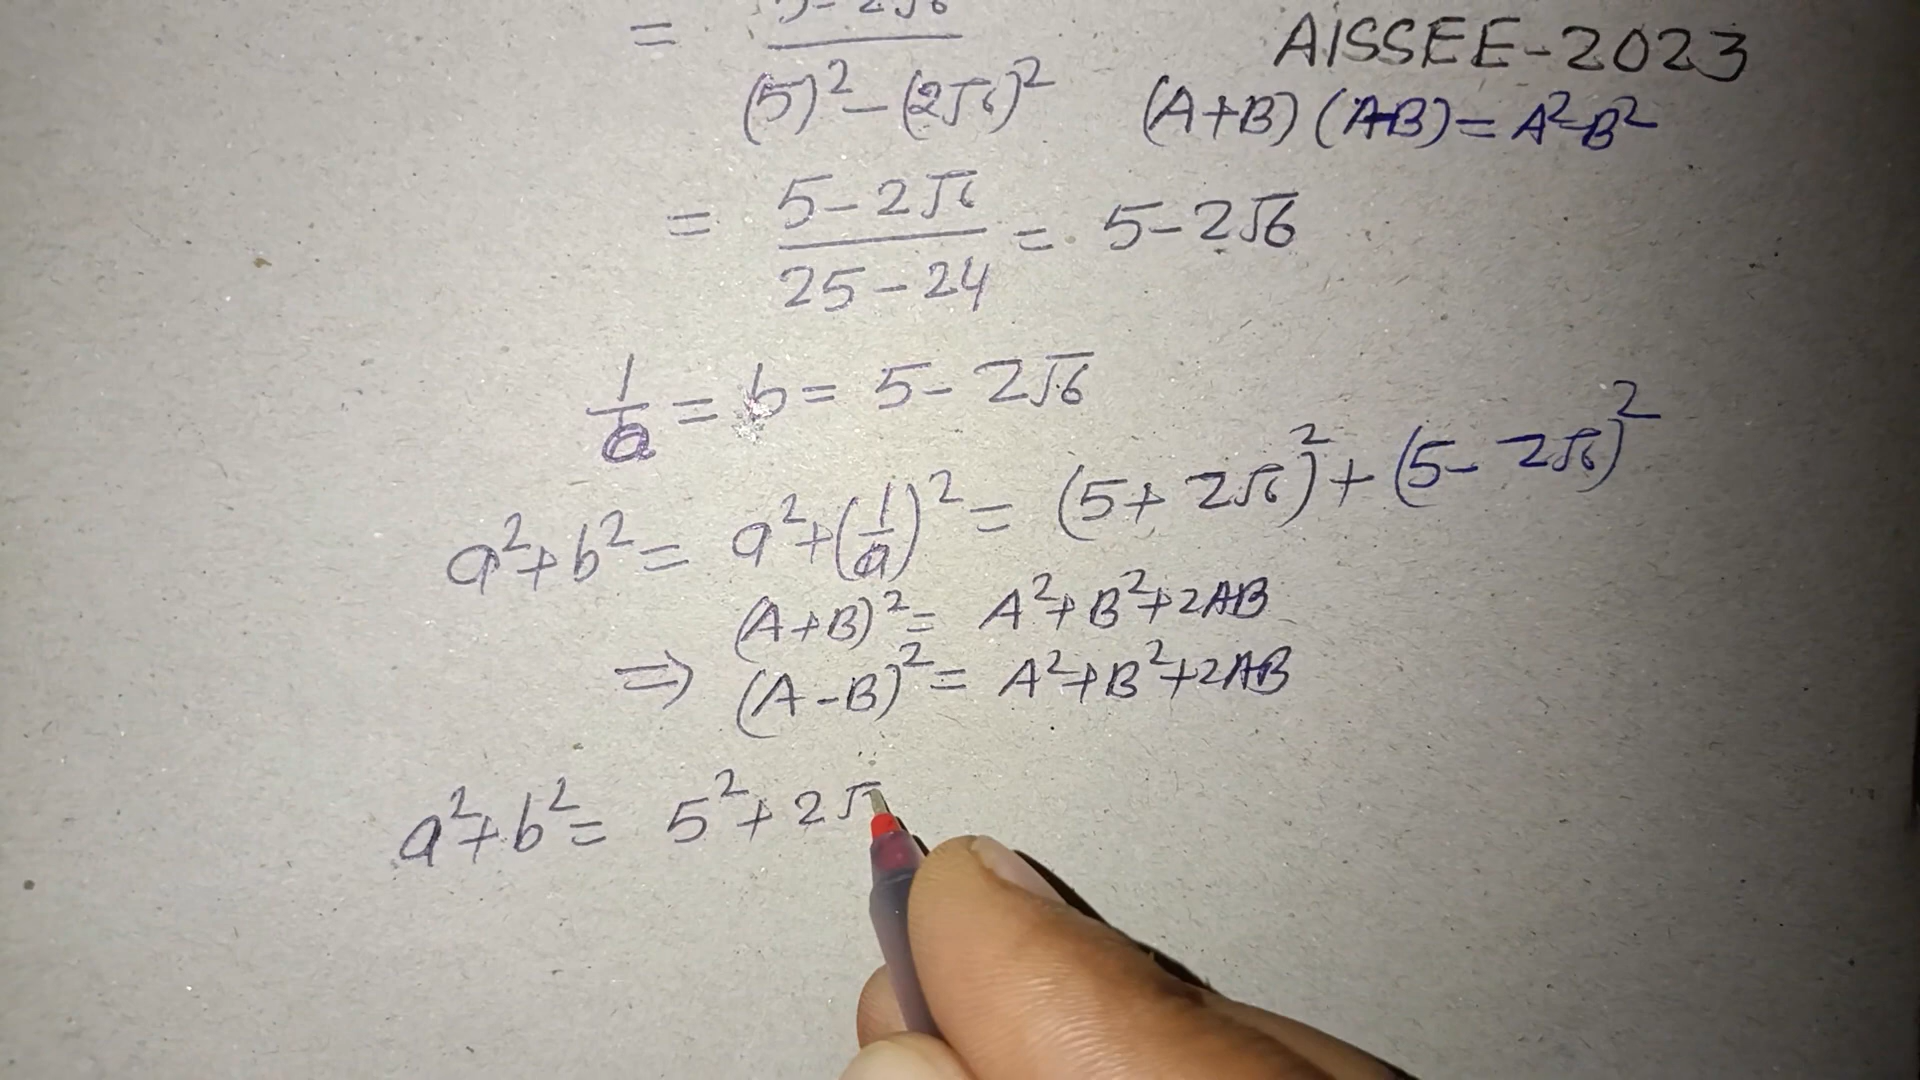 = 5-2√6
AISSEE-2023
(5)²-(2√6)² (A+B)(A-B)=A²-B²
= 5-2√6 / 25-24 = 5-2√6
1/a = b = 5-2√6
a²+b² = a²+(1/a)² = (5+2√6)²+(5-2√6)²
(A+B)² = A²+B²+2AB
⇒ (A-B)² = A²+B²+2AB
a²+b² = 5²+2√